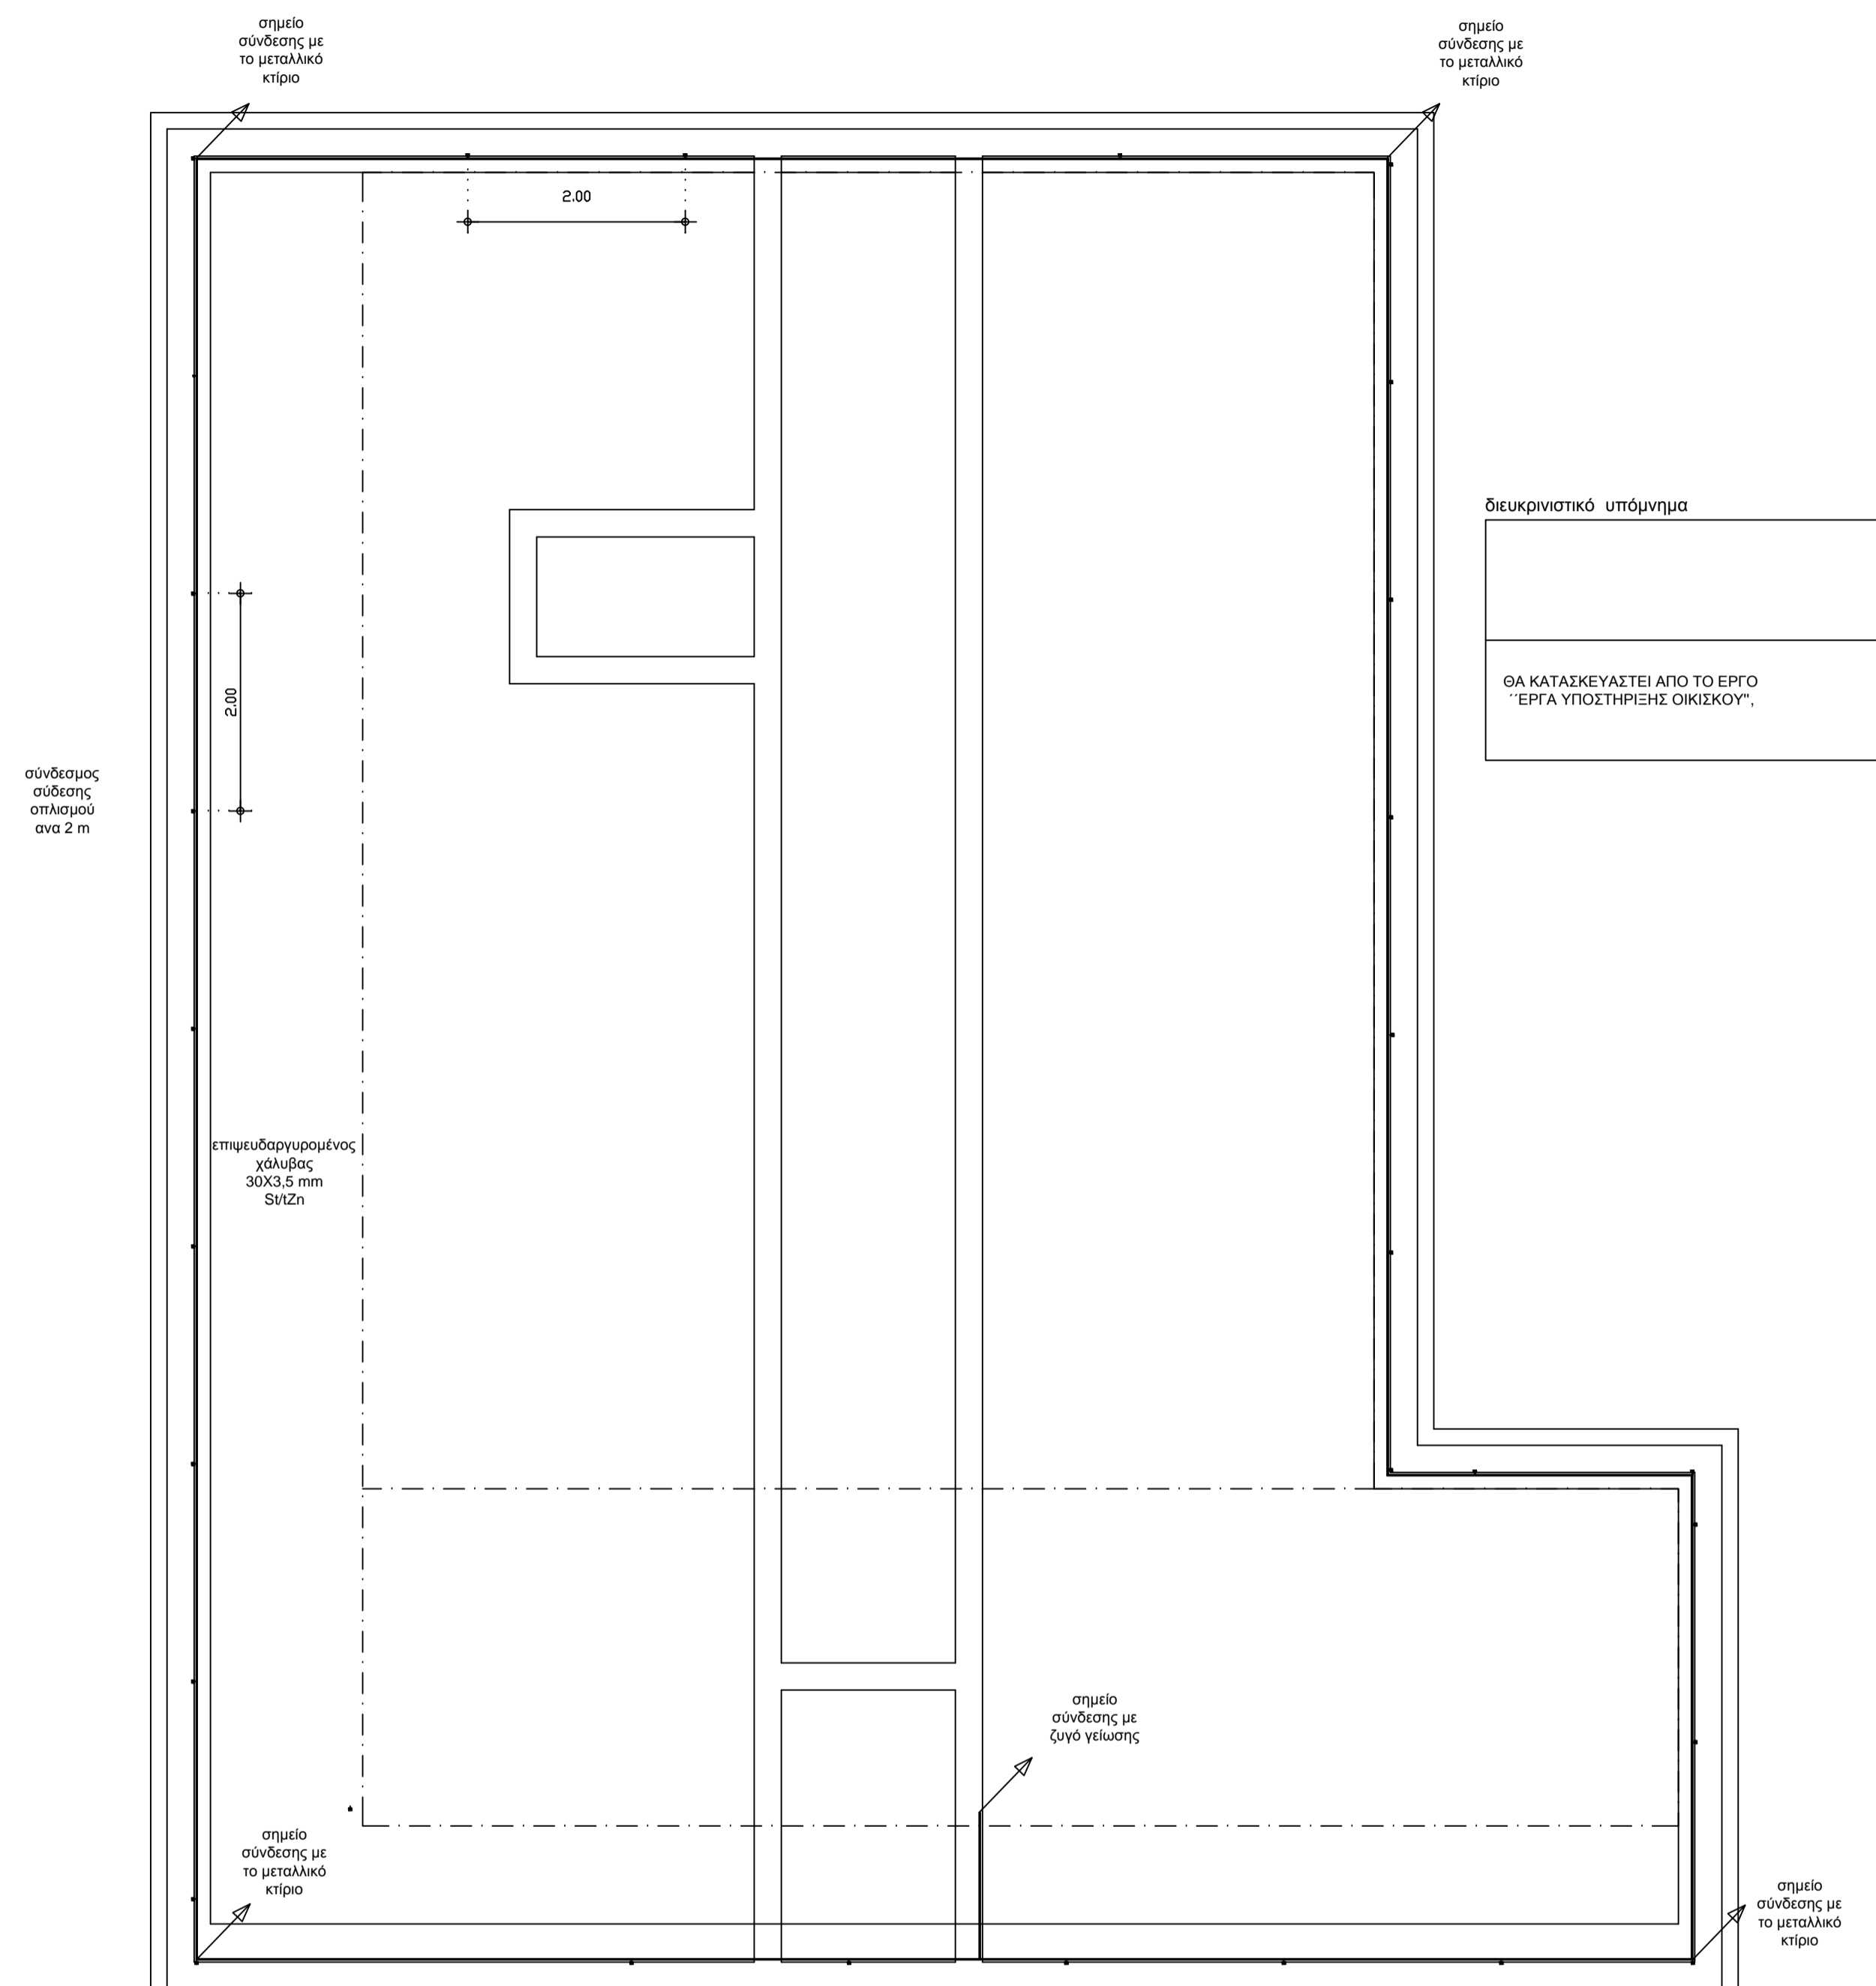 σημείο
σύνδεσης με
το μεταλλικό
κτίριο
σημείο
σύνδεσης με
το μεταλλικό
κτίριο
2.00
διευκρινιστικό υπόμνημα
ΘΑ ΚΑΤΑΣΚΕΥΑΣΤΕΙ ΑΠΟ ΤΟ ΕΡΓΟ
΄΄ΕΡΓΑ ΥΠΟΣΤΗΡΙΞΗΣ ΟΙΚΙΣΚΟΥ",
2.00
σύνδεσμος
σύδεσης
οπλισμού
ανα 2 m
επιψευδαργυρομένος
χάλυβας
30X3,5 mm
St/tZn
σημείο
σύνδεσης με
ζυγό γείωσης
σημείο
σύνδεσης με
το μεταλλικό
κτίριο
σημείο
σύνδεσης με
το μεταλλικό
κτίριο